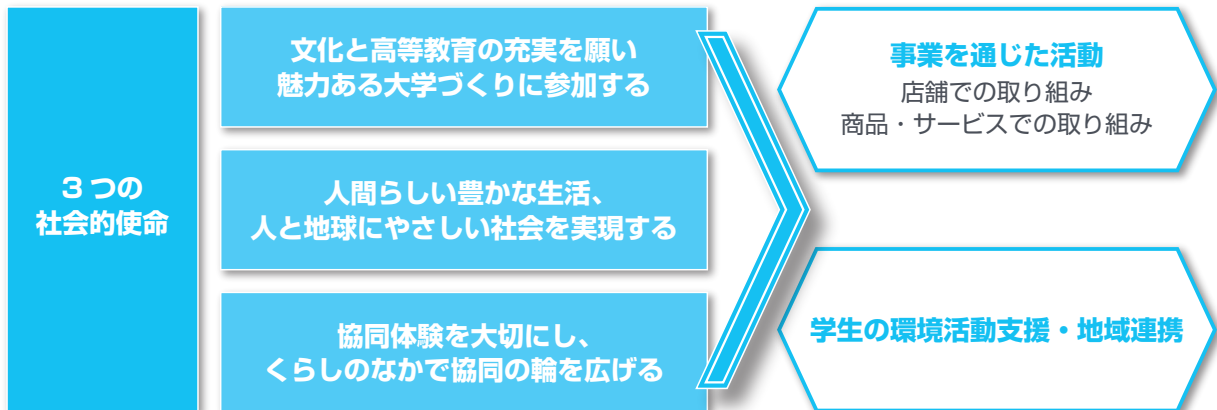 3つの
社会的使命
文化と高等教育の充実を願い
魅力ある大学づくりに参加する
人間らしい豊かな生活、
人と地球にやさしい社会を実現する
協同体験を大切にし、
くらしのなかで協同の輪を広げる
事業を通じた活動
店舗での取り組み
商品・サービスでの取り組み
学生の環境活動支援・地域連携